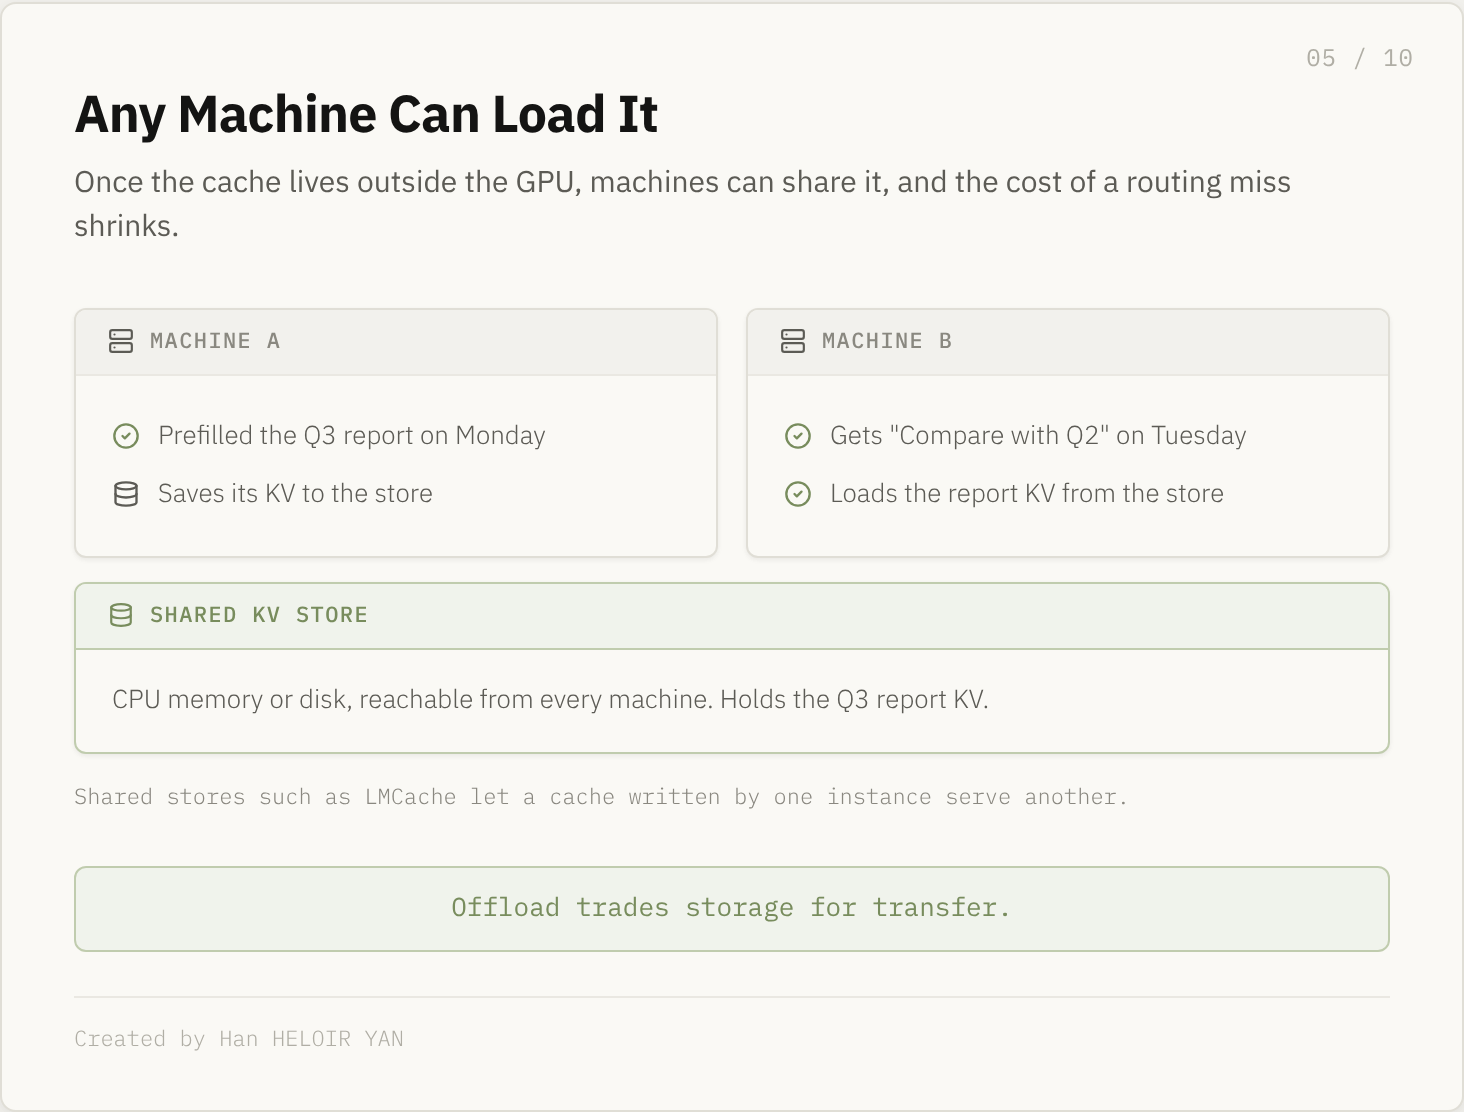 05 / 10
Any Machine Can Load It
Once the cache lives outside the GPU, machines can share it, and the cost of a routing miss
shrinks.
MACHINE A
Prefilled the Q3 report on Monday
Saves its KV to the store
MACHINE B
Gets "Compare with Q2" on Tuesday
Loads the report KV from the store
SHARED KV STORE
CPU memory or disk, reachable from every machine. Holds the Q3 report KV.
Shared stores such as LMCache let a cache written by one instance serve another.
Offload trades storage for transfer.
Created by Han HELOIR YAN